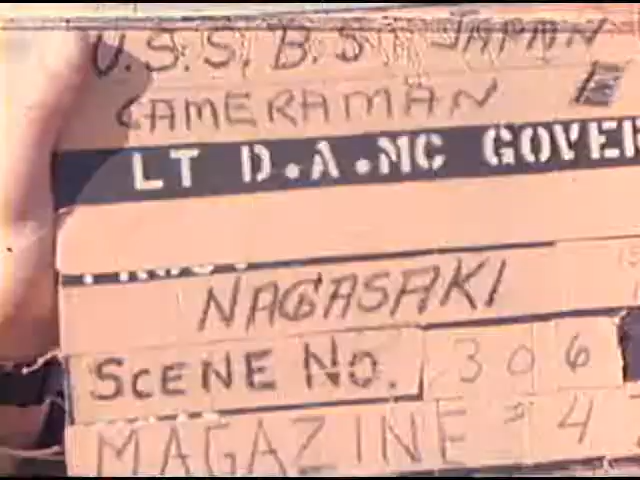 U.S.S.B.S. JAPAN
CAMERAMAN
LT D.A.MC GOVER
NAGASAKI
SCENE NO. 306
MAGAZINE # 4